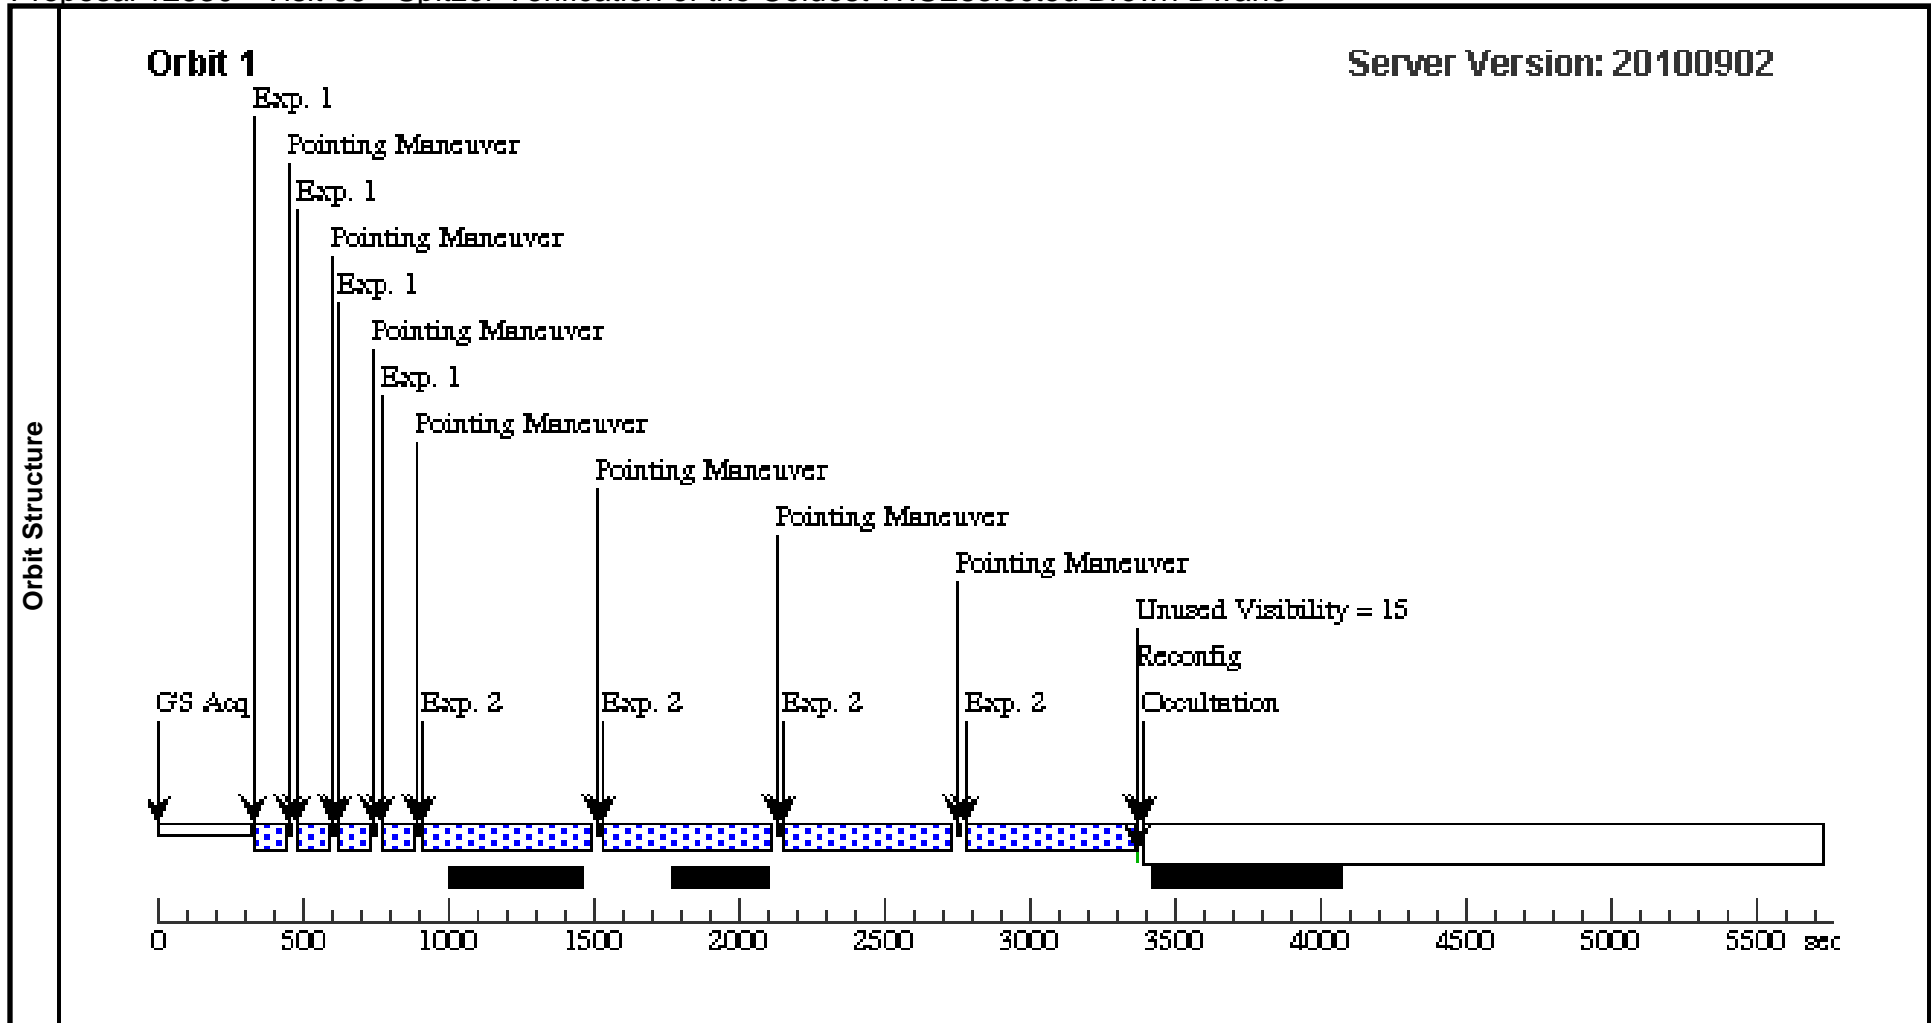 Orbit 1
Server Version: 20100902
Exp. 1
Pointing Maneuver
Exp. 1
Pointing Maneuver
Exp. 1
Pointing Maneuver
Exp. 1
Pointing Maneuver
Pointing Maneuver
Pointing Maneuver
Pointing Maneuver
Unused Visibility = 15
Reconfig
GS Acq
Exp. 2
Exp. 2
Exp. 2
Exp. 2
Occultation
Orbit Structure
0 500 1000 1500 2000 2500 3000 3500 4000 4500 5000 5500 sec